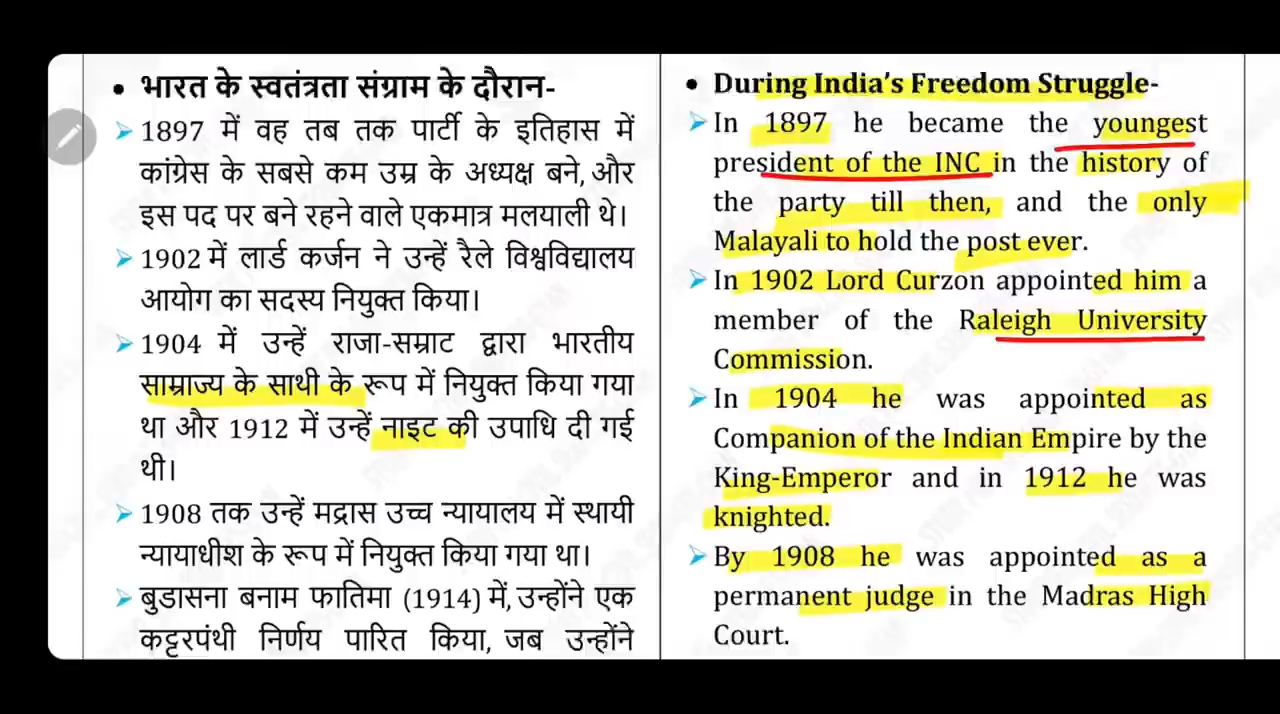 • भारत के स्वतंत्रता संग्राम के दौरान-
➢ 1897 में वह तब तक पार्टी के इतिहास में
कांग्रेस के सबसे कम उम्र के अध्यक्ष बने, और
इस पद पर बने रहने वाले एकमात्र मलयाली थे।
➢ 1902 में लार्ड कर्जन ने उन्हें रैले विश्वविद्यालय
आयोग का सदस्य नियुक्त किया।
➢ 1904 में उन्हें राजा-सम्राट द्वारा भारतीय
साम्राज्य के साथी के रूप में नियुक्त किया गया
था और 1912 में उन्हें नाइट की उपाधि दी गई
थी।
➢ 1908 तक उन्हें मद्रास उच्च न्यायालय में स्थायी
न्यायाधीश के रूप में नियुक्त किया गया था।
➢ बुडासना बनाम फातिमा (1914) में, उन्होंने एक
कट्टरपंथी निर्णय पारित किया, जब उन्होंने
• During India's Freedom Struggle-
➢ In 1897 he became the youngest
president of the INC in the history of
the party till then, and the only
Malayali to hold the post ever.
➢ In 1902 Lord Curzon appointed him a
member of the Raleigh University
Commission.
➢ In 1904 he was appointed as
Companion of the Indian Empire by the
King-Emperor and in 1912 he was
knighted.
➢ By 1908 he was appointed as a
permanent judge in the Madras High
Court.